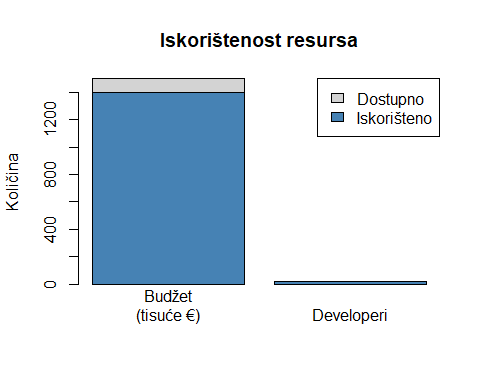 Iskorištenost resursa
Dostupno
Iskorišteno
Količina
1200
800
400
0
Budžet
(tisuće €)
Developeri